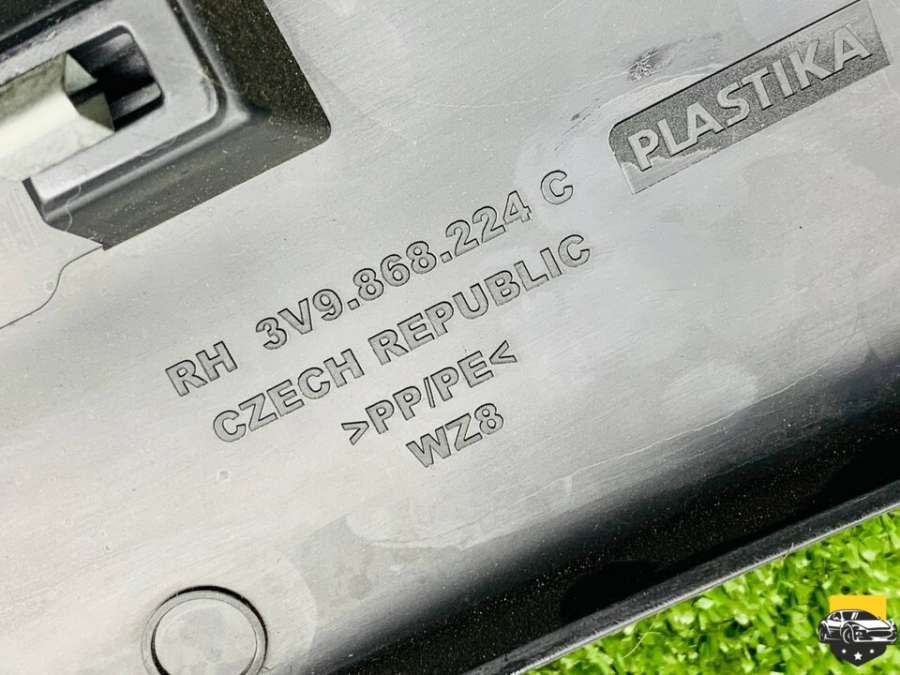 PLASTIKA
RH 3V9.868.224 C
CZECH REPUBLIC
>PP/PE<
WZ8